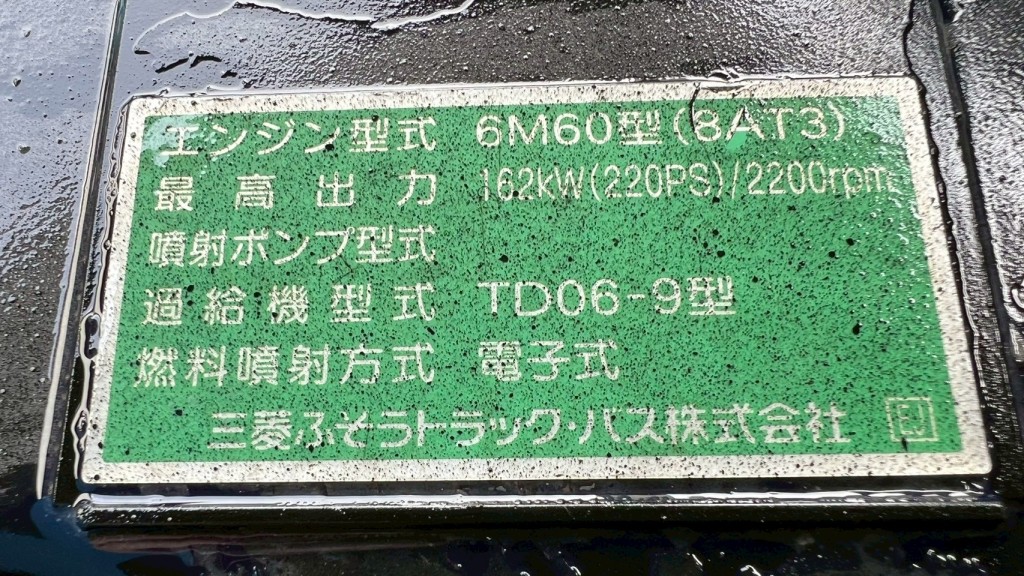 エンジン型式 6M60型(8AT3)
最高出力 162kW(220PS)/2200rpm
噴射ポンプ型式
過給機型式 TD06-9型
燃料噴射方式 電子式
三菱ふそうトラック・バス株式会社 EJ